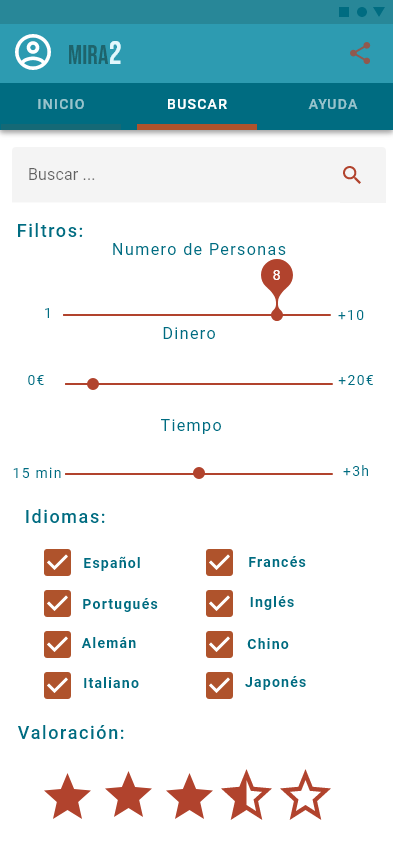 MIRA2
INICIO BUSCAR AYUDA
Buscar ...
Filtros:
Numero de Personas
8
1 +10
Dinero
0€ +20€
Tiempo
15 min +3h
Idiomas:
Español Francés
Portugués Inglés
Alemán Chino
Italiano Japonés
Valoración: